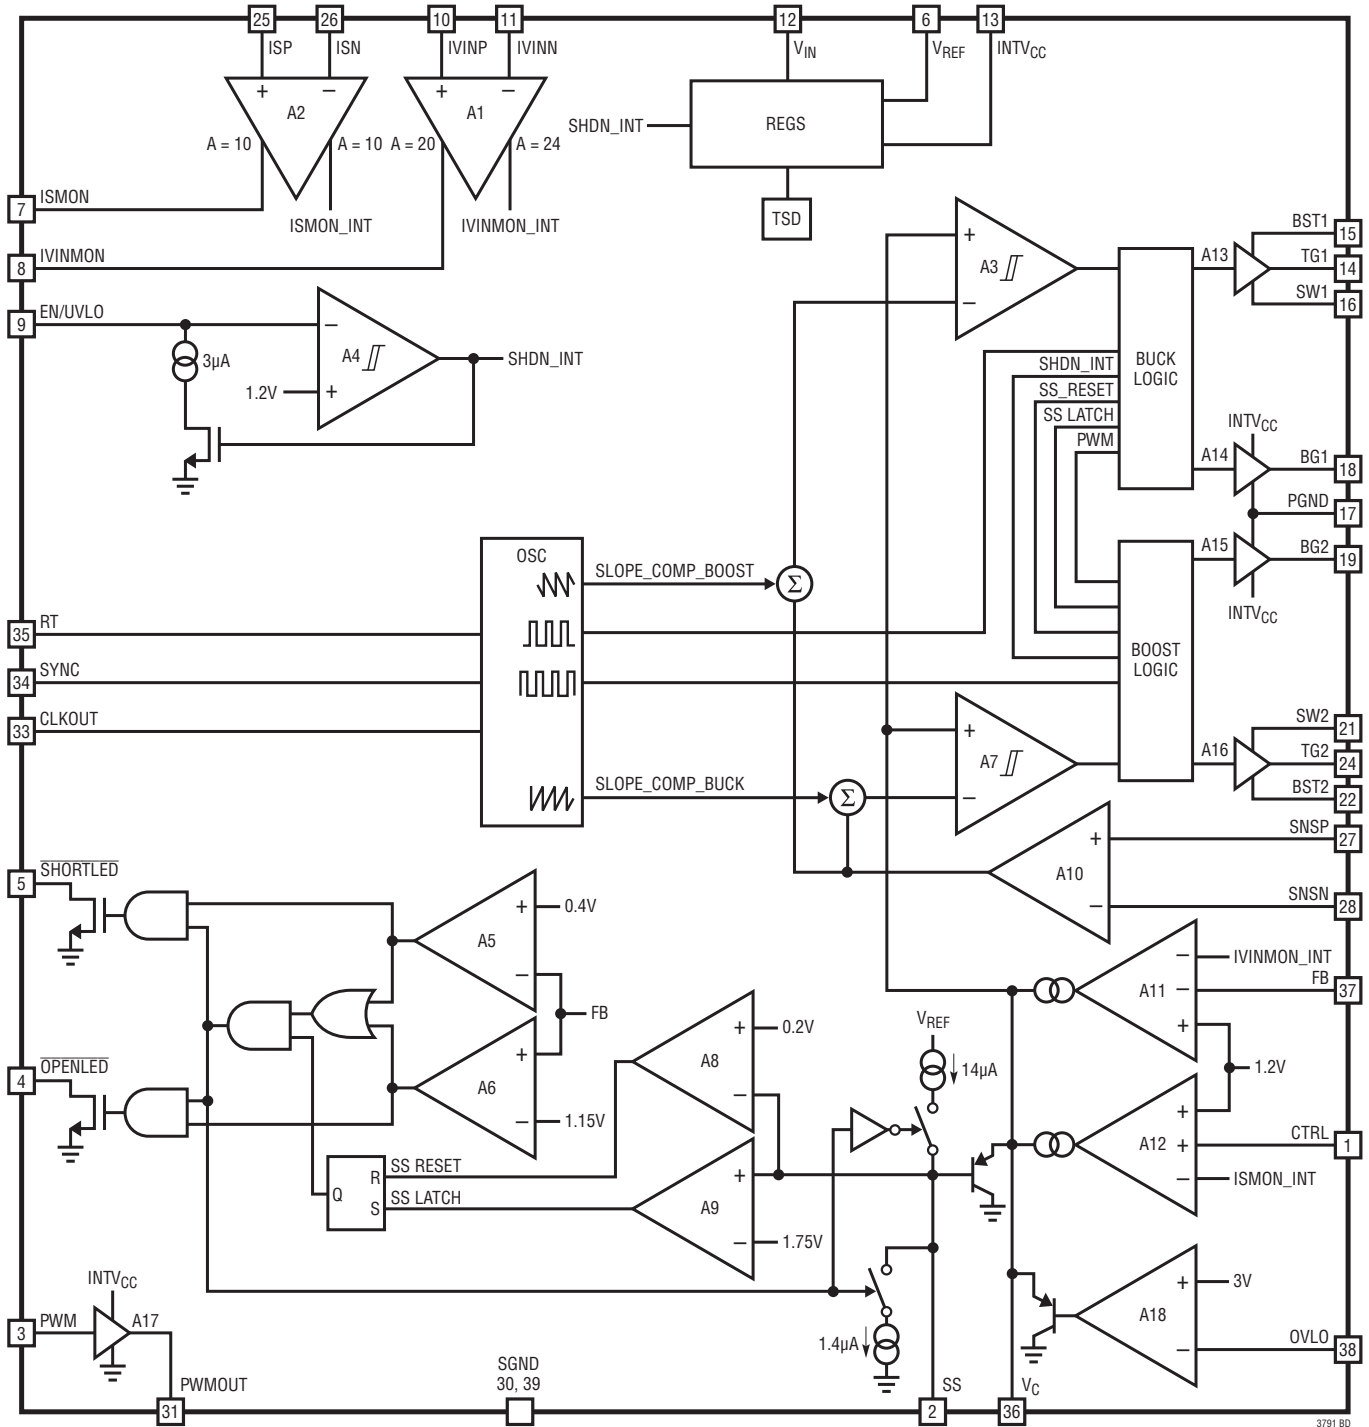 25 26 10 11 12 6 13
ISP ISN IVINP IVINN VIN VREF INTVCC
+ − + −
A2 A1
A = 10 A = 10 A = 20 A = 24
SHDN_INT REGS
7 ISMON
ISMON_INT IVINMON_INT
TSD
8 IVINMON
9 EN/UVLO
3µA
1.2V
− +
A4
SHDN_INT
+ −
A3
BUCK
LOGIC
A13
BST1 15
TG1 14
SW1 16
SHDN_INT
SS_RESET
SS LATCH
PWM
INTVCC
A14
BG1 18
PGND 17
A15
BG2 19
INTVCC
BOOST
LOGIC
OSC
SLOPE_COMP_BOOST
Σ
35 RT
34 SYNC
33 CLKOUT
SLOPE_COMP_BUCK
Σ
+ −
A7
A16
SW2 21
TG2 24
BST2 22
SNSP 27
+ −
A10
SNSN 28
5 SHORTLED
+ 0.4V
A5
−
FB
+
A6
− 1.15V
4 OPENLED
+ 0.2V
A8
−
+
A9
− 1.75V
SS RESET
SS LATCH
Q R S
VREF
14µA
1.4µA
− IVINMON_INT
− FB 37
A11
+
1.2V
+
A12
+ CTRL 1
− ISMON_INT
+ 3V
A18
− OVLO 38
INTVCC
3 PWM A17
PWMOUT
31
SGND
30, 39
SS
2
VC
36
3791 BD